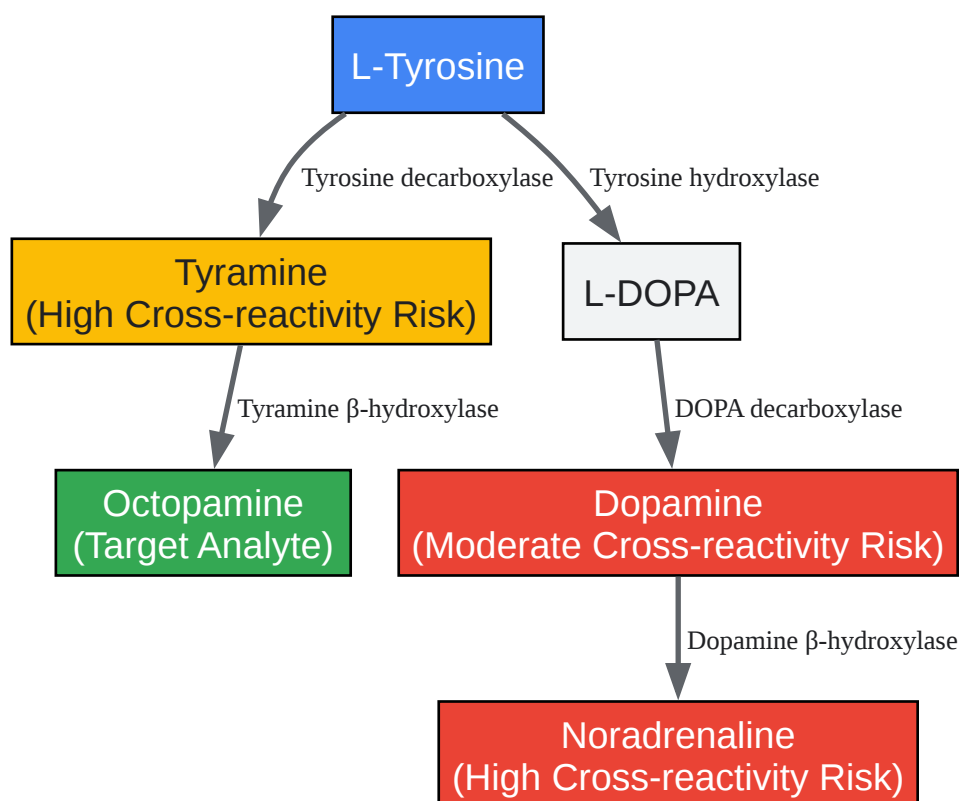 L-Tyrosine
Tyrosine decarboxylase
Tyrosine hydroxylase
Tyramine
(High Cross-reactivity Risk)
L-DOPA
Tyramine β-hydroxylase
DOPA decarboxylase
Octopamine
(Target Analyte)
Dopamine
(Moderate Cross-reactivity Risk)
Dopamine β-hydroxylase
Noradrenaline
(High Cross-reactivity Risk)